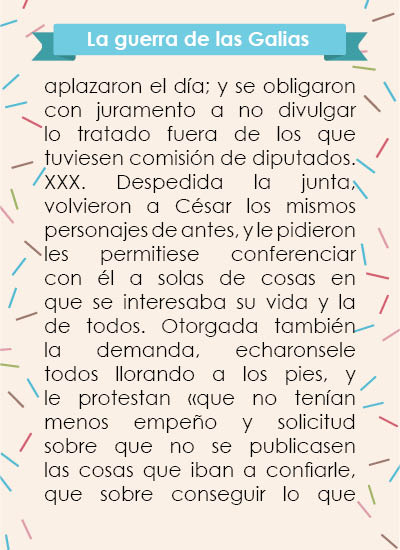 La guerra de las Galias
aplazaron el día; y se obligaron
con juramento a no divulgar
lo tratado fuera de los que
tuviesen comisión de diputados.
XXX. Despedida la junta,
volvieron a César los mismos
personajes de antes, y le pidieron
les permitiese conferenciar
con él a solas de cosas en
que se interesaba su vida y la
de todos. Otorgada también
la demanda, echaronsele
todos llorando a los pies, y
le protestan «que no tenían
menos empeño y solicitud
sobre que no se publicasen
las cosas que iban a confiarle,
que sobre conseguir lo que